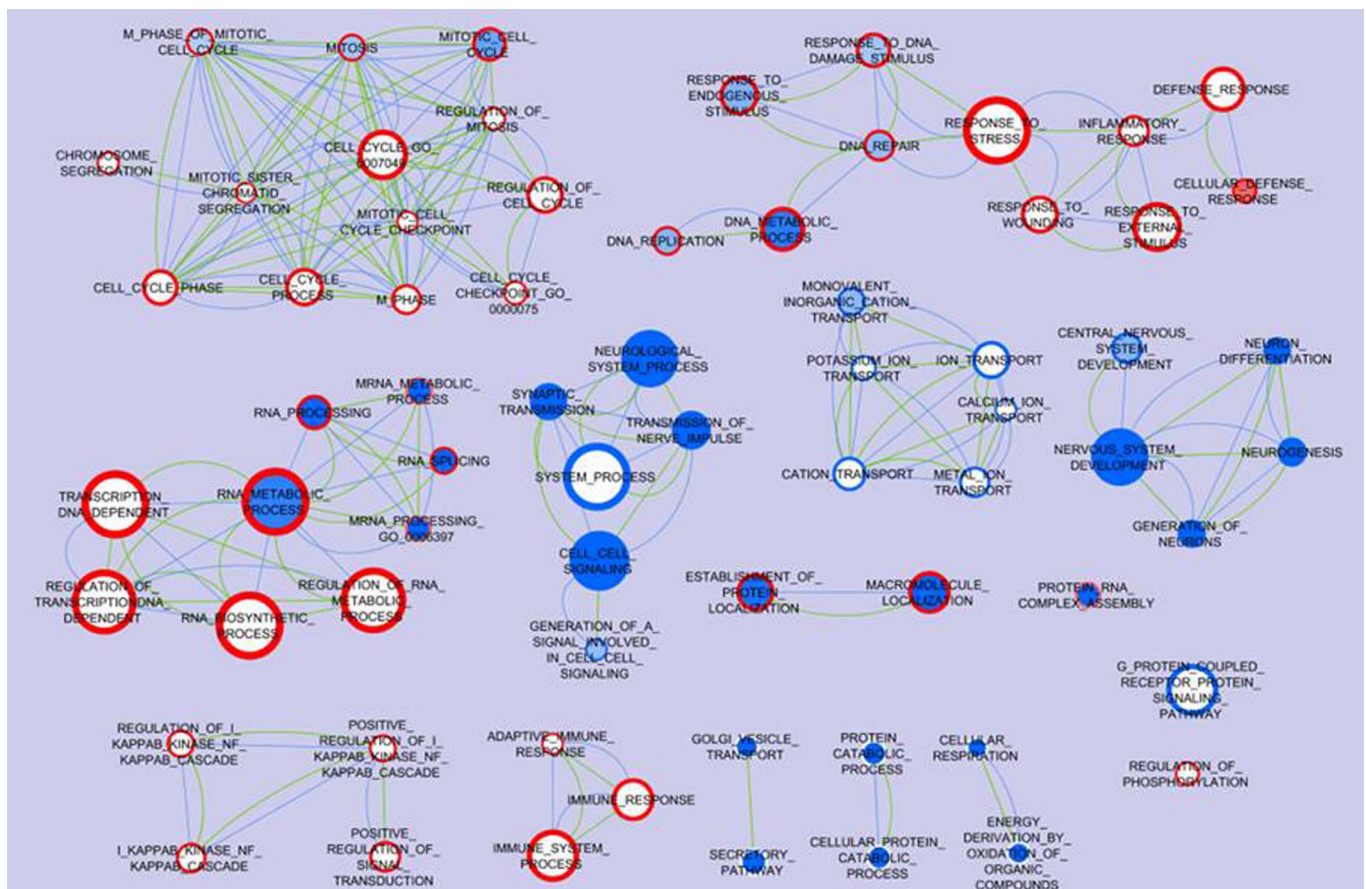 M_PHASE_OF_MITOTIC_
CELL_CYCLE
MITOSIS
MITOTIC_CELL_
CYCLE
REGULATION_OF_
MITOSIS
CELL_CYCLE_GO_
0007049
CHROMOSOME_
SEGREGATION
MITOTIC_SISTER_
CHROMATID_
SEGREGATION
REGULATION_OF_
CELL_CYCLE
MITOTIC_CELL_
CYCLE_CHECKPOINT
CELL_CYCLE_PHASE
CELL_CYCLE_
PROCESS
M_PHASE
CELL_CYCLE_
CHECKPOINT_GO_
0000075
RESPONSE_TO_DNA_
DAMAGE_STIMULUS
RESPONSE_TO_
ENDOGENOUS_
STIMULUS
DNA_REPAIR
RESPONSE_TO_
STRESS
INFLAMMATORY_
RESPONSE
DEFENSE_RESPONSE
CELLULAR_DEFENSE_
RESPONSE
DNA_REPLICATION
DNA_METABOLIC_
PROCESS
RESPONSE_TO_
WOUNDING
RESPONSE_TO_
EXTERNAL_
STIMULUS
MONOVALENT_
INORGANIC_CATION_
TRANSPORT
POTASSIUM_ION_
TRANSPORT
ION_TRANSPORT
CALCIUM_ION_
TRANSPORT
CATION_TRANSPORT
METAL_ION_
TRANSPORT
CENTRAL_NERVOUS_
SYSTEM_
DEVELOPMENT
NEURON_
DIFFERENTIATION
NERVOUS_SYSTEM_
DEVELOPMENT
NEUROGENESIS
GENERATION_OF_
NEURONS
NEUROLOGICAL_
SYSTEM_PROCESS
SYNAPTIC_
TRANSMISSION
TRANSMISSION_OF_
NERVE_IMPULSE
SYSTEM_PROCESS
CELL_CELL_
SIGNALING
GENERATION_OF_A_
SIGNAL_INVOLVED_
IN_CELL_CELL_
SIGNALING
MRNA_METABOLIC_
PROCESS
RNA_PROCESSING
RNA_SPLICING
TRANSCRIPTION_
DNA_DEPENDENT
RNA_METABOLIC_
PROCESS
MRNA_PROCESSING_
GO_0006397
REGULATION_OF_
TRANSCRIPTIONDNA_
DEPENDENT
RNA_BIOSYNTHETIC_
PROCESS
REGULATION_OF_RNA_
METABOLIC_
PROCESS
ESTABLISHMENT_OF_
PROTEIN_
LOCALIZATION
MACROMOLECULE_
LOCALIZATION
PROTEIN_RNA_
COMPLEX_ASSEMBLY
G_PROTEIN_COUPLED_
RECEPTOR_PROTEIN_
SIGNALING_
PATHWAY
REGULATION_OF_
PHOSPHORYLATION
REGULATION_OF_I_
KAPPAB_KINASE_NF_
KAPPAB_CASCADE
POSITIVE_
REGULATION_OF_I_
KAPPAB_KINASE_NF_
KAPPAB_CASCADE
I_KAPPAB_KINASE_NF_
KAPPAB_CASCADE
POSITIVE_
REGULATION_OF_
SIGNAL_
TRANSDUCTION
ADAPTIVE_IMMUNE_
RESPONSE
IMMUNE_RESPONSE
IMMUNE_SYSTEM_
PROCESS
GOLGI_VESICLE_
TRANSPORT
SECRETORY_
PATHWAY
PROTEIN_
CATABOLIC_
PROCESS
CELLULAR_PROTEIN_
CATABOLIC_
PROCESS
CELLULAR_
RESPIRATION
ENERGY_
DERIVATION_BY_
OXIDATION_OF_
ORGANIC_
COMPOUNDS